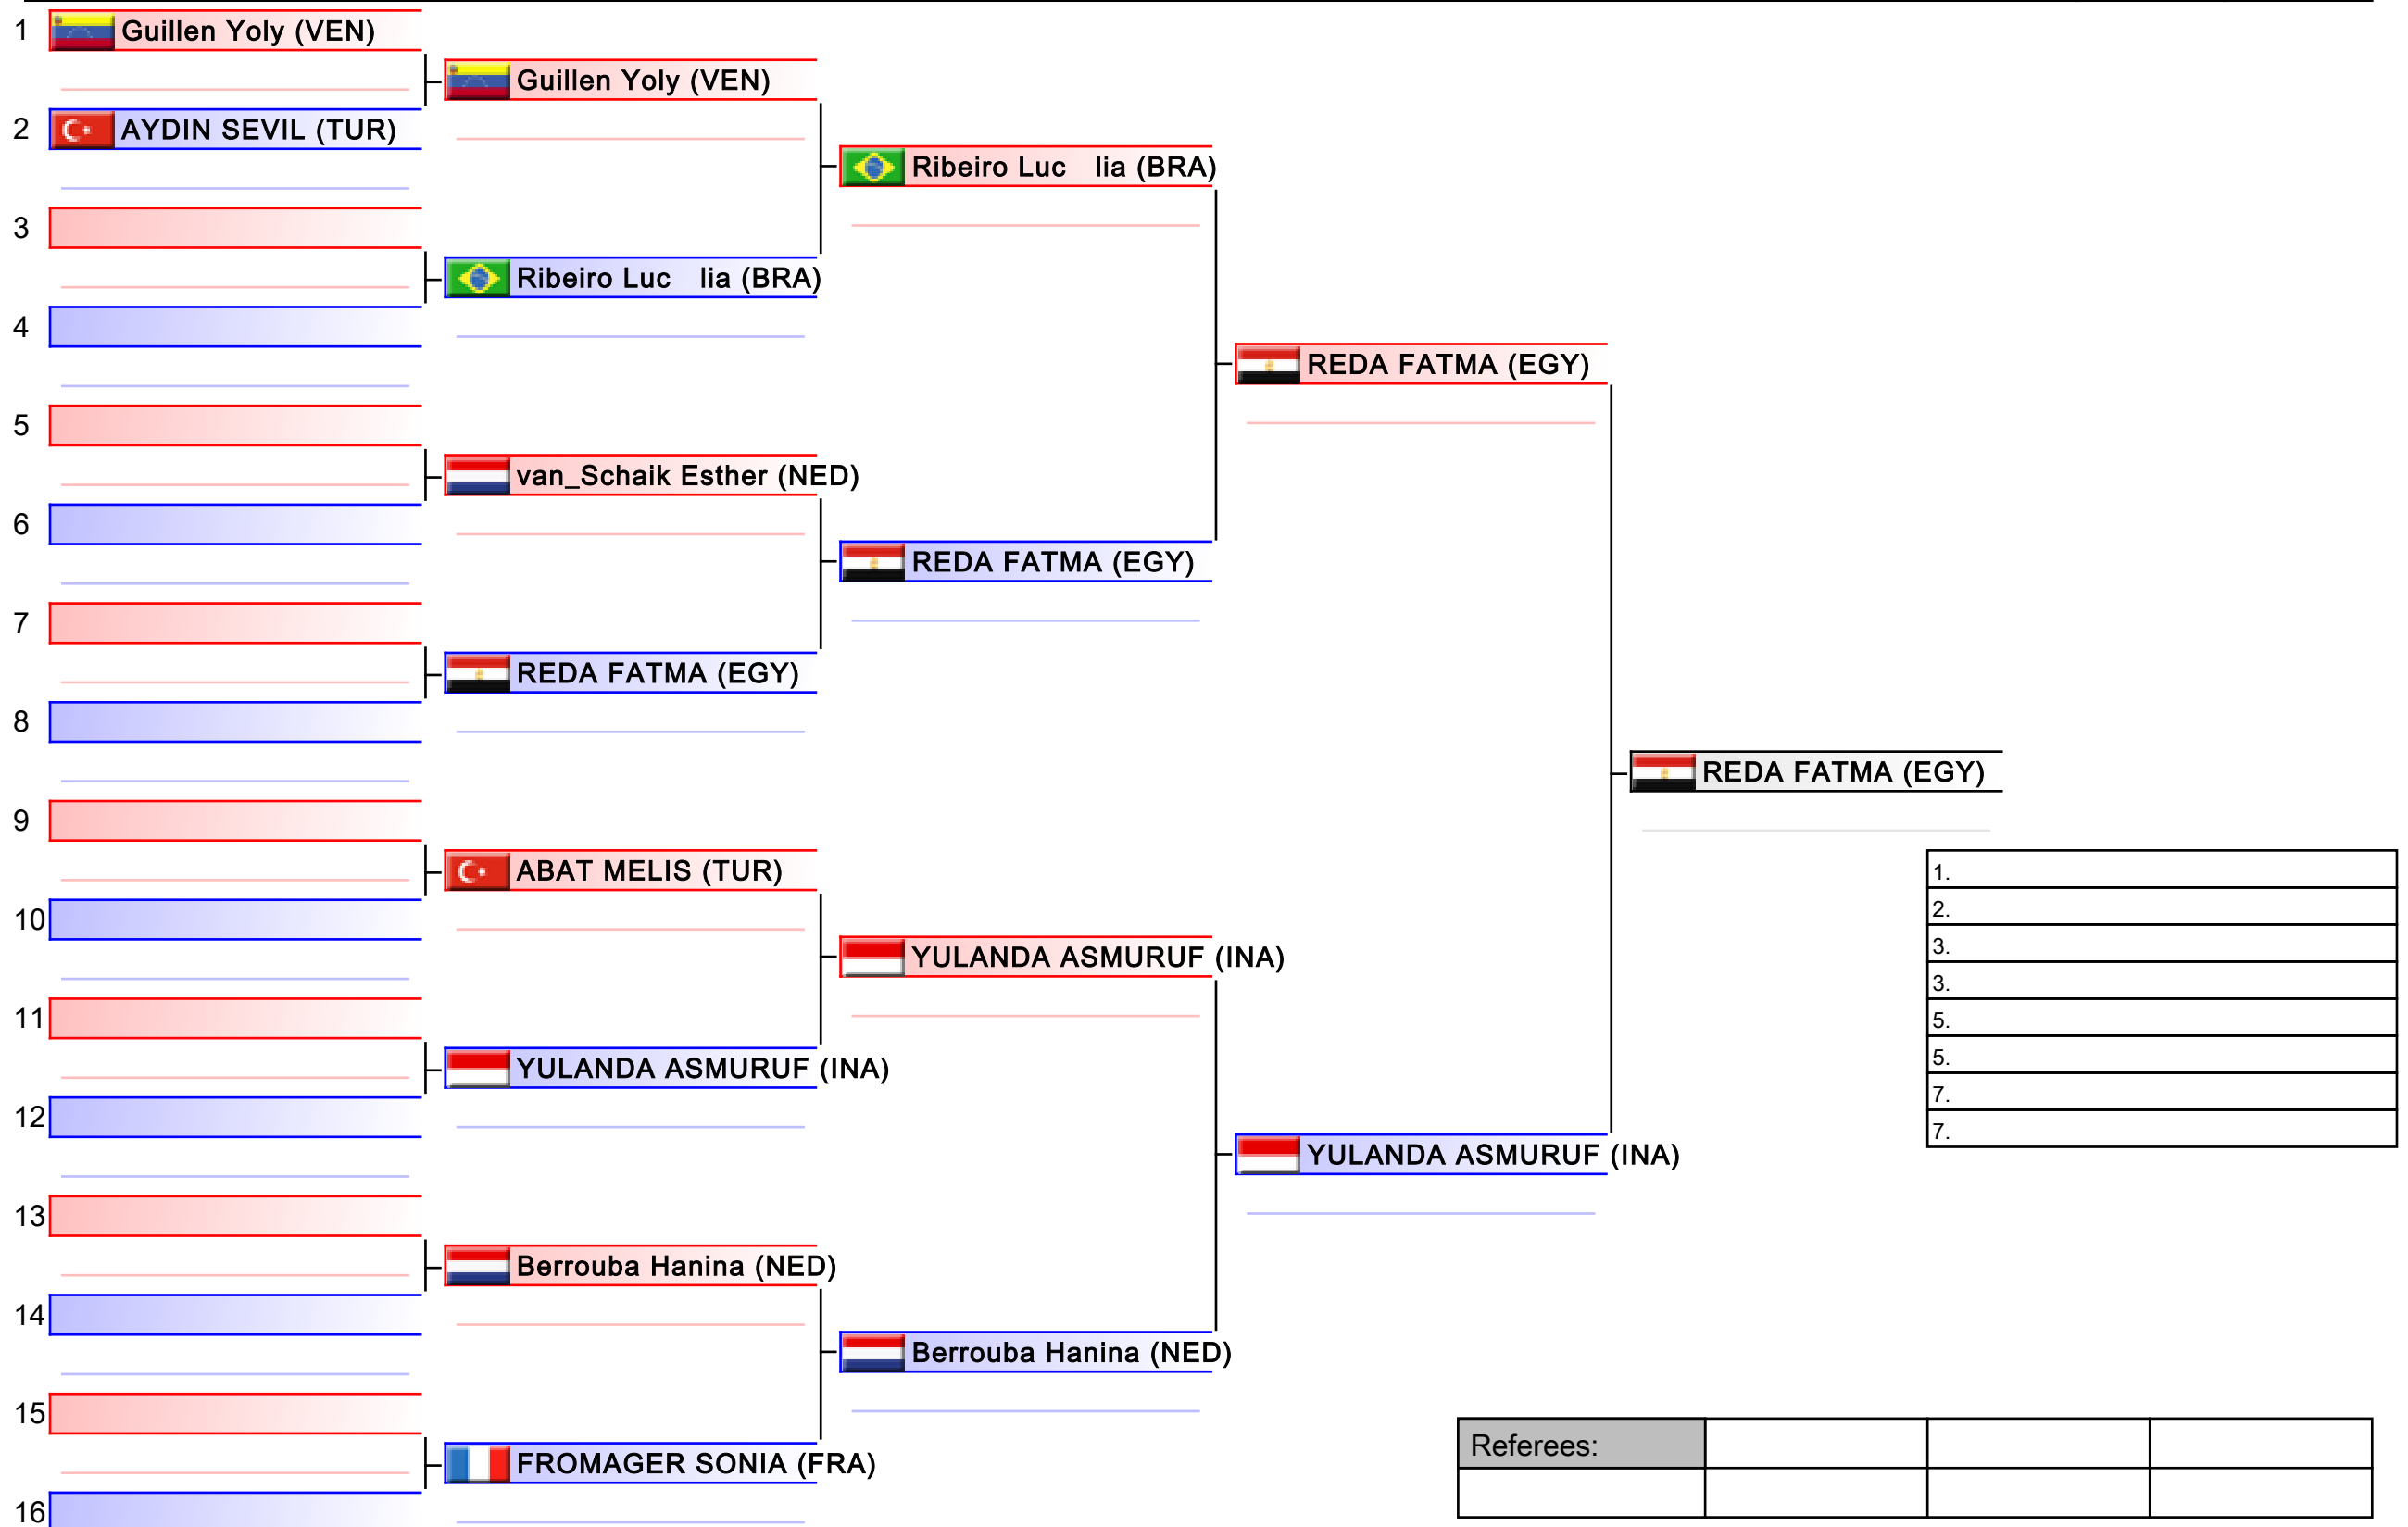 1 Guillen Yoly (VEN)
Guillen Yoly (VEN)
2 AYDIN SEVIL (TUR)
Ribeiro Luc lia (BRA)
3
Ribeiro Luc lia (BRA)
4
REDA FATMA (EGY)
5
van_Schaik Esther (NED)
6
REDA FATMA (EGY)
7
REDA FATMA (EGY)
8
REDA FATMA (EGY)
9
ABAT MELIS (TUR)
1.
2.
10
YULANDA ASMURUF (INA)
3.
3.
11
5.
YULANDA ASMURUF (INA)
5.
7.
12
7.
YULANDA ASMURUF (INA)
13
Berrouba Hanina (NED)
14
Berrouba Hanina (NED)
15
Referees:
FROMAGER SONIA (FRA)
16